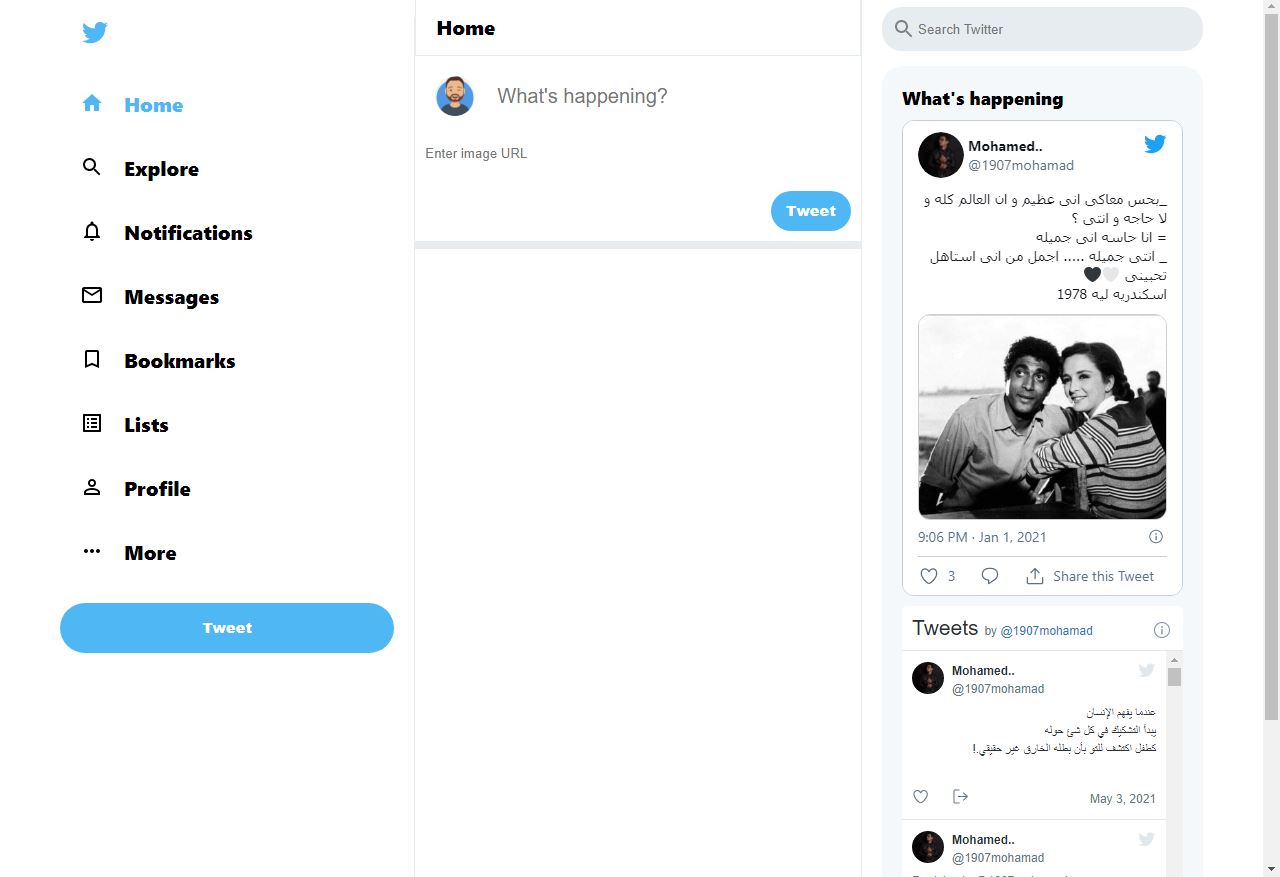 Home
Explore
Notifications
Messages
Bookmarks
Lists
Profile
More
Tweet
Home
What's happening?
Enter image URL
Tweet
Search Twitter
What's happening
Mohamed..
@1907mohamad
_بحس معاكى انى عظيم و ان العالم كله و
لا حاجه و انتى ؟
= انا حاسه انى جميله
_ انتى جميله ..... اجمل من انى استاهل
تحبينى 🤍🖤
اسكندريه ليه 1978
9:06 PM · Jan 1, 2021
3
Share this Tweet
Tweets by @1907mohamad
Mohamed..
@1907mohamad
عندما يفهم الإنسان
يبدأ التشكيك في كل شئ حوله
كطفل اكتشف للتو بأن بطله الخارق غير حقيقي.!
May 3, 2021
Mohamed..
@1907mohamad